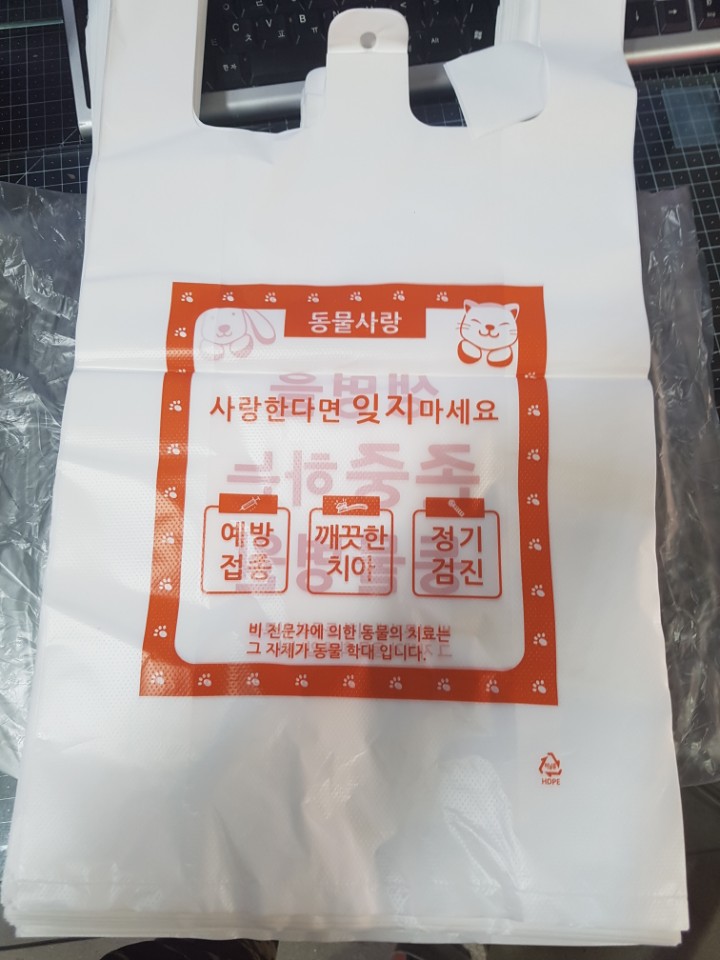 동물사랑
사랑한다면 잊지마세요
예방
접종
깨끗한
치아
정기
검진
비 전문가에 의한 동물의 치료는
그 자체가 동물 학대 입니다.
HDPE